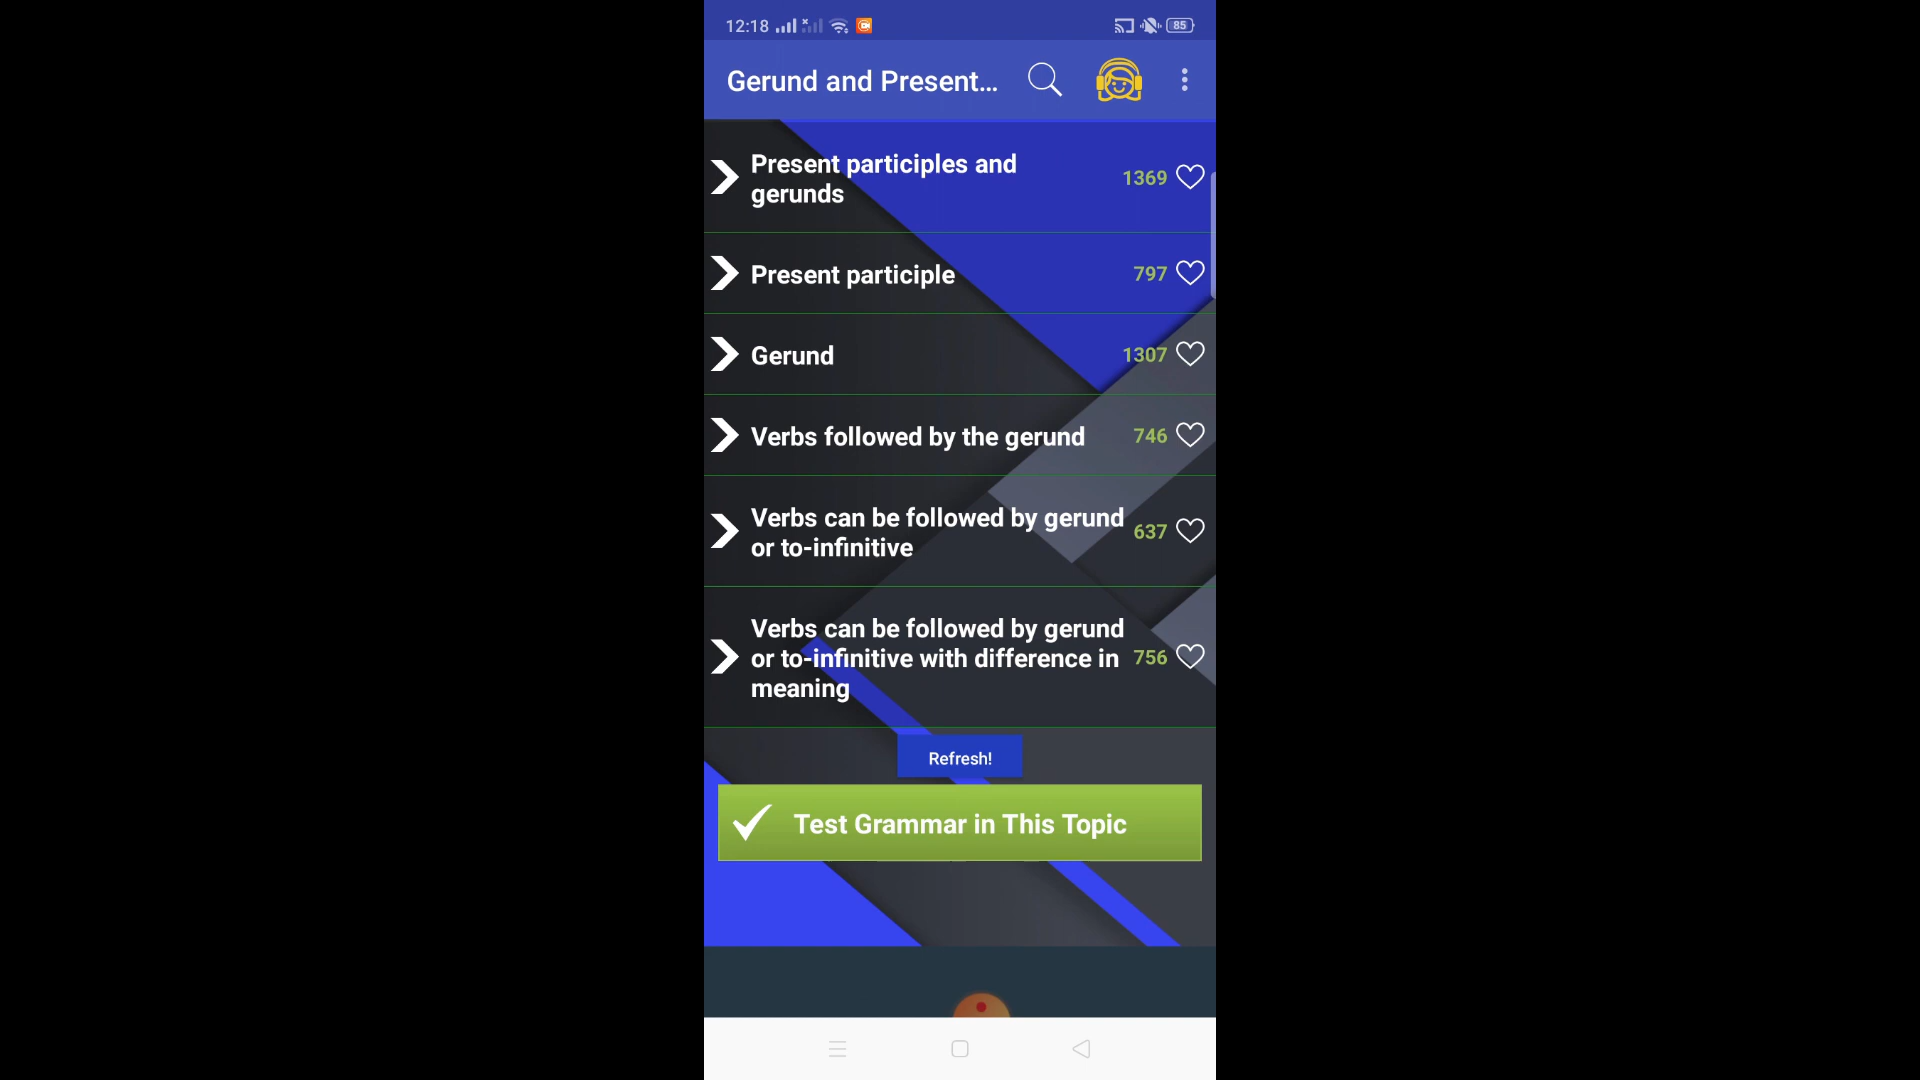 12:18
85
Gerund and Present...
Present participles and
gerunds
1369
Present participle
797
Gerund
1307
Verbs followed by the gerund
746
Verbs can be followed by gerund
or to-infinitive
637
Verbs can be followed by gerund
or to-infinitive with difference in
meaning
756
Refresh!
Test Grammar in This Topic